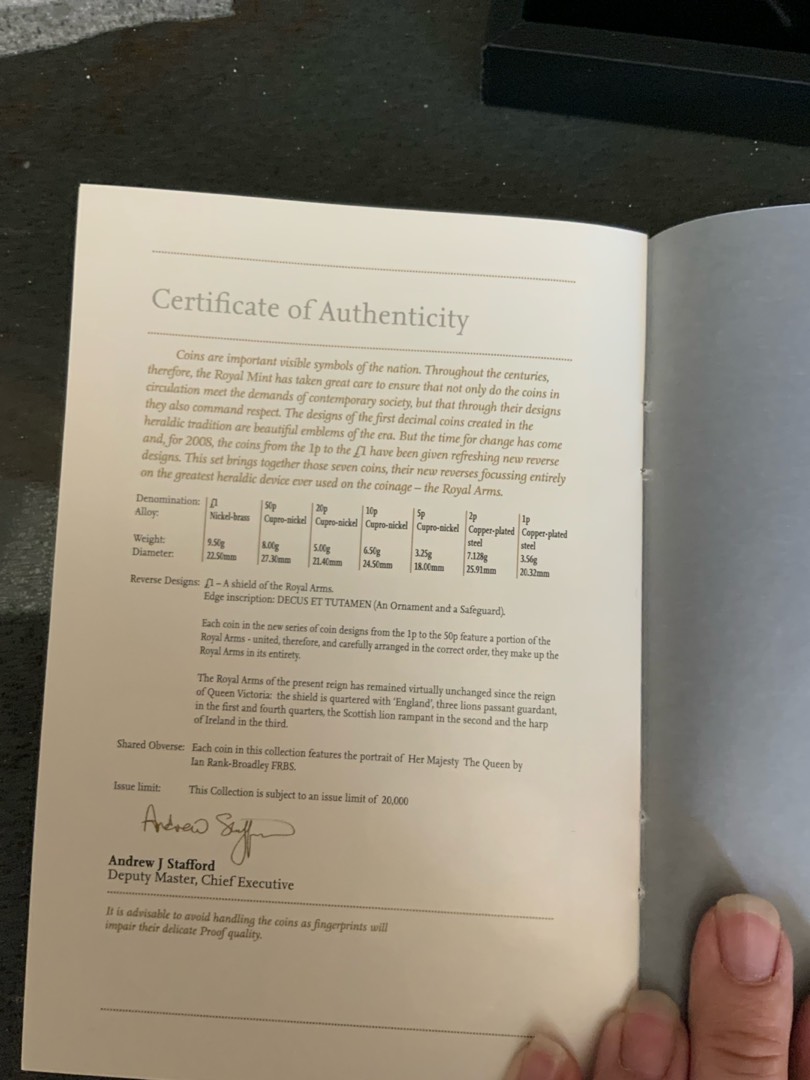 Certificate of Authenticity
Coins are important visible symbols of the nation. Throughout the centuries,
therefore, the Royal Mint has taken great care to ensure that not only do the coins in
circulation meet the demands of contemporary society, but that through their designs
they also command respect. The designs of the first decimal coins created in the
heraldic tradition are beautiful emblems of the era. But the time for change has come
and, for 2008, the coins from the 1p to the £1 have been given refreshing new reverse
designs. This set brings together those seven coins, their new reverses focussing entirely
on the greatest heraldic device ever used on the coinage – the Royal Arms.
Denomination: £1 50p 20p 10p 5p 2p 1p
Alloy: Nickel-brass Cupro-nickel Cupro-nickel Cupro-nickel Cupro-nickel Copper-plated Copper-plated
steel steel
Weight: 9.50g 8.00g 5.00g 6.50g 3.25g 7.128g 3.56g
Diameter: 22.50mm 27.30mm 21.40mm 24.50mm 18.00mm 25.91mm 20.32mm
Reverse Designs: £1 – A shield of the Royal Arms.
Edge inscription: DECUS ET TUTAMEN (An Ornament and a Safeguard).
Each coin in the new series of coin designs from the 1p to the 50p feature a portion of the
Royal Arms - united, therefore, and carefully arranged in the correct order, they make up the
Royal Arms in its entirety.
The Royal Arms of the present reign has remained virtually unchanged since the reign
of Queen Victoria: the shield is quartered with 'England', three lions passant guardant,
in the first and fourth quarters, the Scottish lion rampant in the second and the harp
of Ireland in the third.
Shared Obverse: Each coin in this collection features the portrait of Her Majesty The Queen by
Ian Rank-Broadley FRBS.
Issue limit: This Collection is subject to an issue limit of 20,000
Andrew J Stafford
Deputy Master, Chief Executive
It is advisable to avoid handling the coins as fingerprints will
impair their delicate Proof quality.